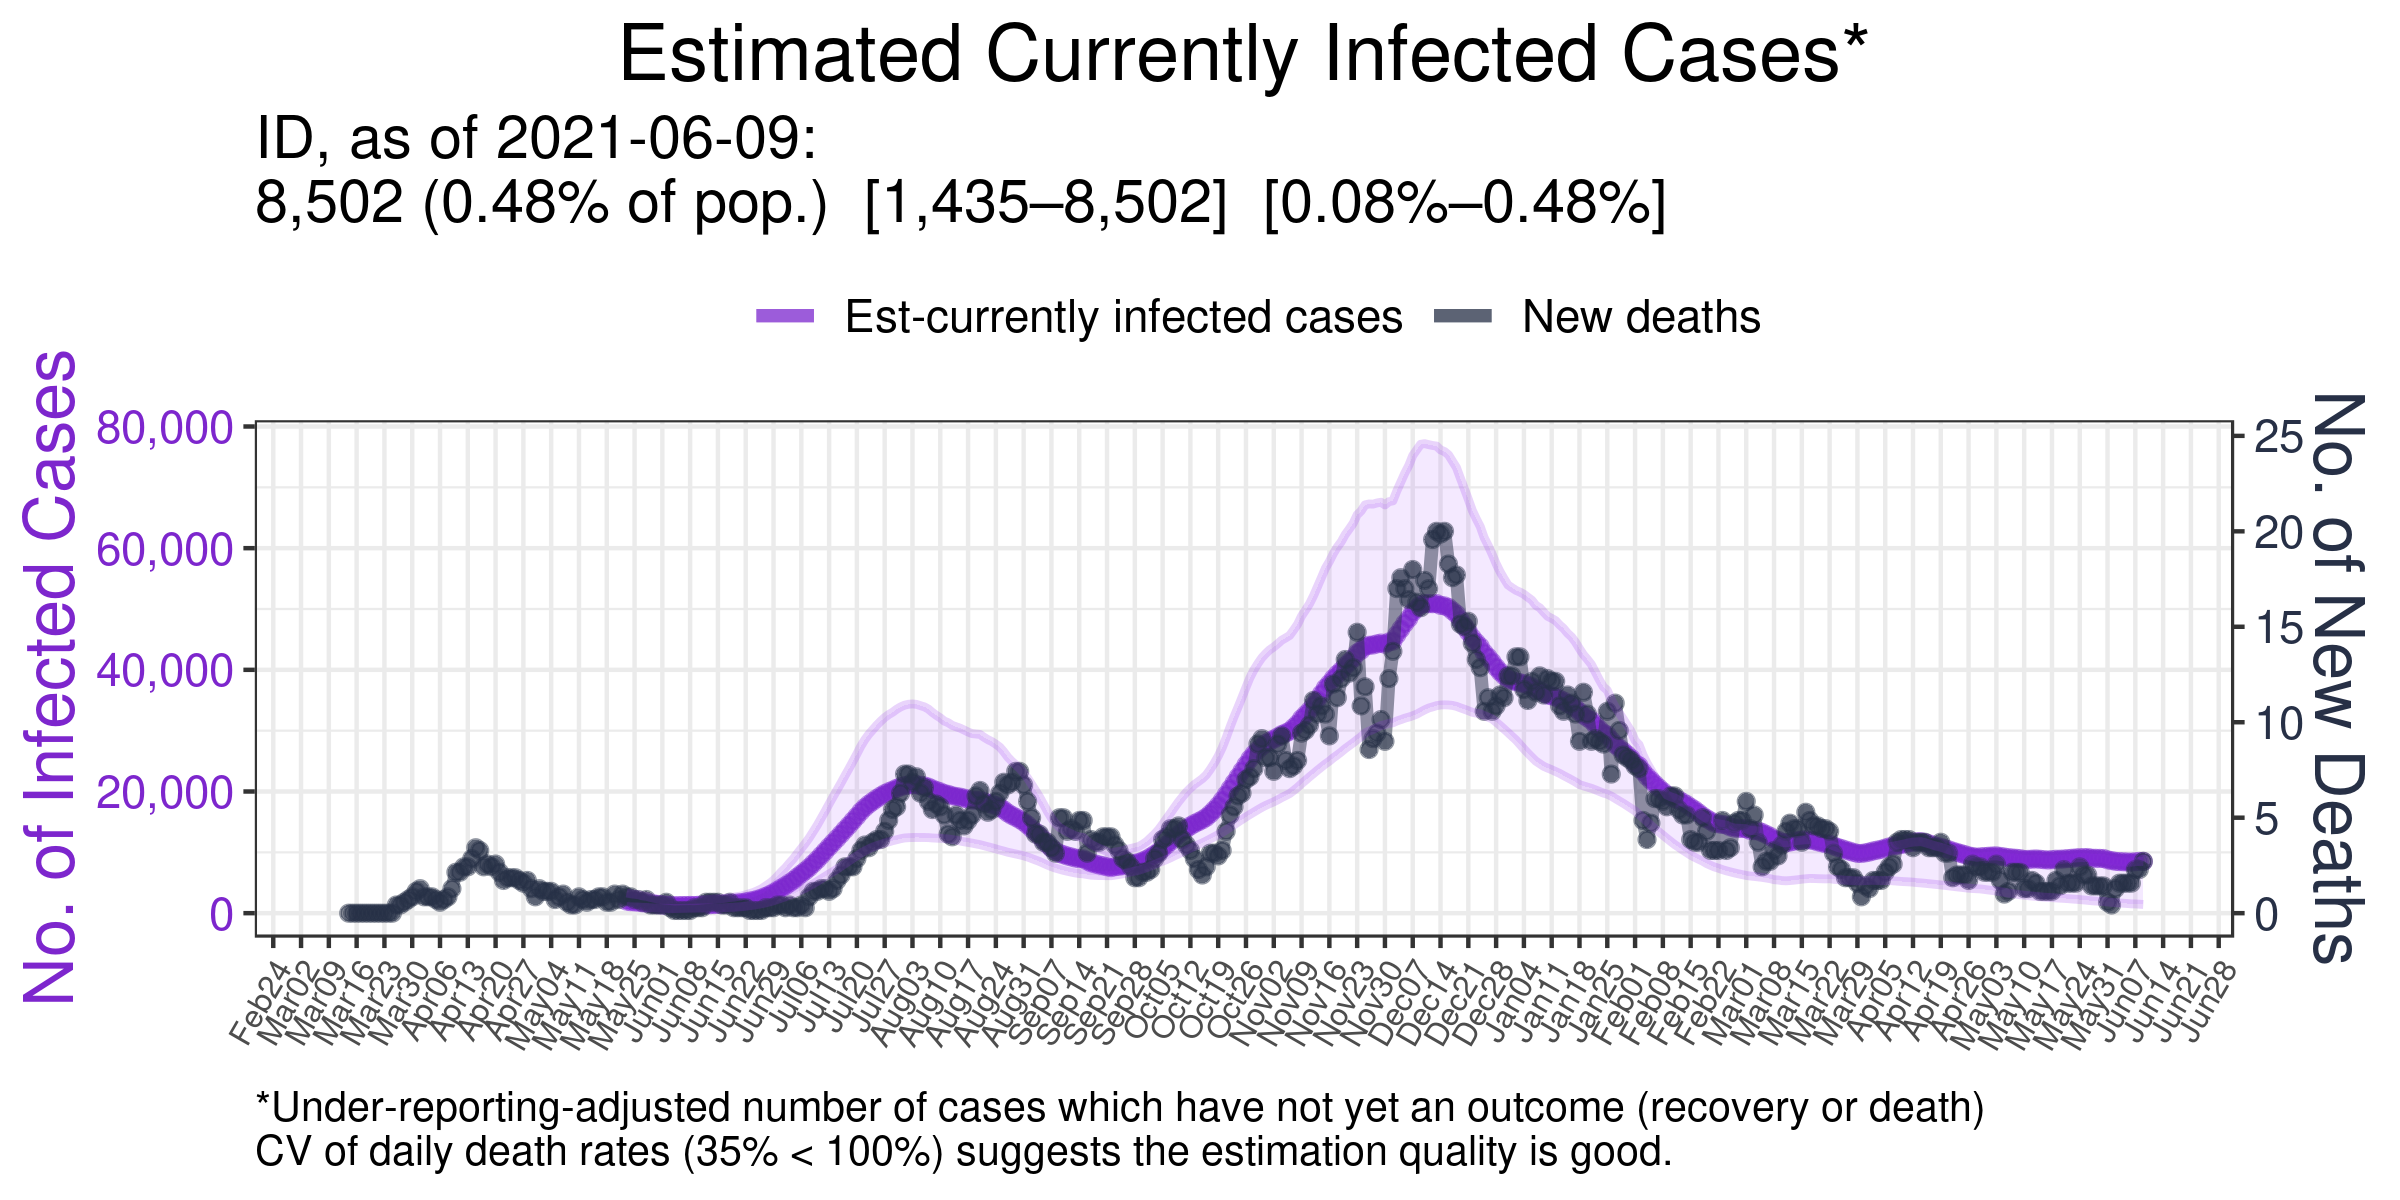 Estimated Currently Infected Cases*
ID, as of 2021-06-09:
8,502 (0.48% of pop.)  [1,435–8,502]  [0.08%–0.48%]
Est-currently infected cases
New deaths
No. of Infected Cases
80,000
60,000
40,000
20,000
0
25
20
15
10
5
0
No. of New Deaths
Feb24
Mar02
Mar09
Mar16
Mar23
Mar30
Apr06
Apr13
Apr20
Apr27
May04
May11
May18
May25
Jun01
Jun08
Jun15
Jun22
Jun29
Jul06
Jul13
Jul20
Jul27
Aug03
Aug10
Aug17
Aug24
Aug31
Sep07
Sep14
Sep21
Sep28
Oct05
Oct12
Oct19
Oct26
Nov02
Nov09
Nov16
Nov23
Nov30
Dec07
Dec14
Dec21
Dec28
Jan04
Jan11
Jan18
Jan25
Feb01
Feb08
Feb15
Feb22
Mar01
Mar08
Mar15
Mar22
Mar29
Apr05
Apr12
Apr19
Apr26
May03
May10
May17
May24
May31
Jun07
Jun14
Jun21
Jun28
*Under-reporting-adjusted number of cases which have not yet an outcome (recovery or death)
CV of daily death rates (35% < 100%) suggests the estimation quality is good.